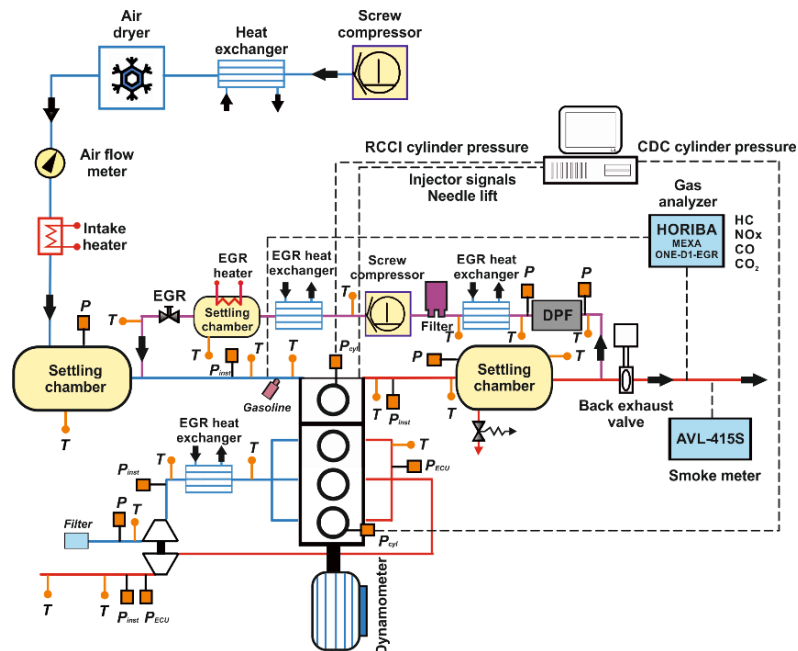 Air
dryer
Heat
exchanger
Screw
compressor
Air flow
meter
Intake
heater
RCCI cylinder pressure
CDC cylinder pressure
Injector signals
Needle lift
Gas
analyzer
HORIBA
MEXA
ONE-D1-EGR
HC
NOx
CO
CO₂
EGR
EGR
heater
EGR heat
exchanger
Screw
compressor
EGR heat
exchanger
P
T
Settling
chamber
T
Filter
P
P
DPF
T
T
T
P
T
Settling
chamber
T
Pinst
T
T
Gasoline
Pcyl
P
Settling
chamber
T
T
Pinst
T
Back exhaust
valve
AVL-415S
Smoke meter
EGR heat
exchanger
Pinst
T
T
T
PECU
Filter
P
T
Pcyl
T
T
Pinst
PECU
Dynamometer